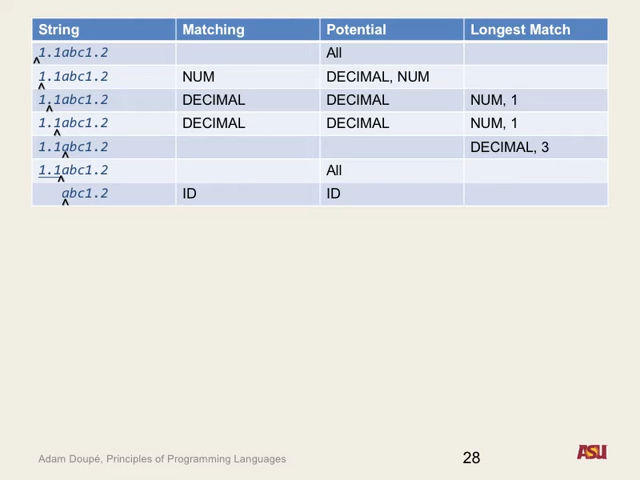 String Matching Potential Longest Match
1.1abc1.2 All
^
1.1abc1.2 NUM DECIMAL, NUM
^
1.1abc1.2 DECIMAL DECIMAL NUM, 1
^
1.1abc1.2 DECIMAL DECIMAL NUM, 1
^
1.1abc1.2 DECIMAL, 3
^
1.1abc1.2 All
^
abc1.2 ID ID
^
Adam Doupé, Principles of Programming Languages 28 ASU